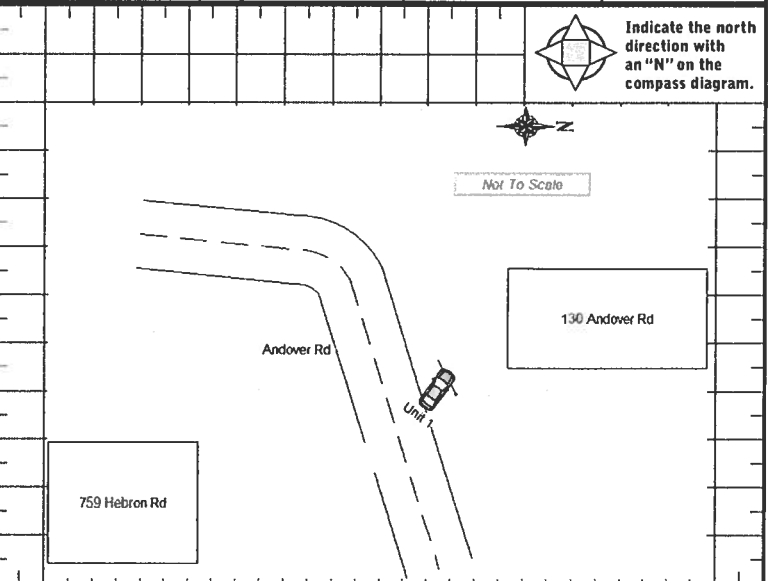 Indicate the north
direction with
an "N" on the
compass diagram.
N
Not To Scale
130 Andover Rd
Andover Rd
Unit 1
759 Hebron Rd